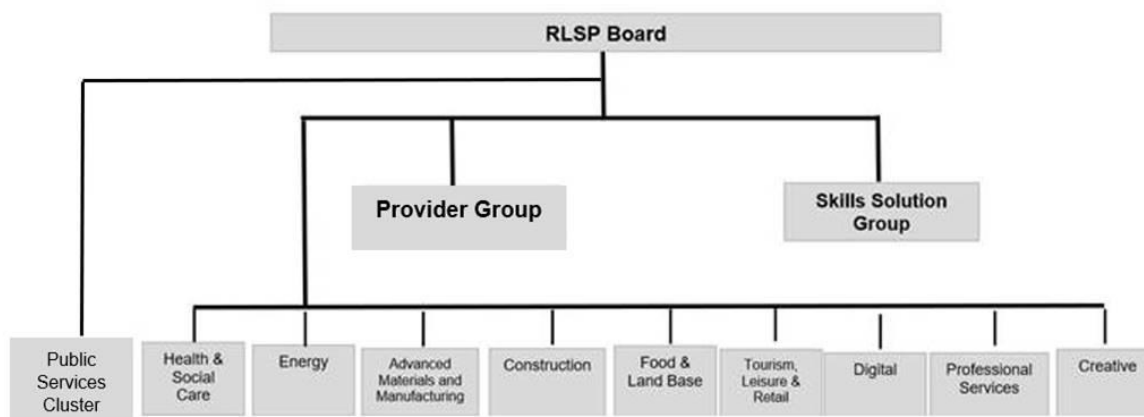 RLSP Board
Provider Group
Skills Solution
Group
Public
Services
Cluster
Health &
Social
Care
Energy
Advanced
Materials and
Manufacturing
Construction
Food &
Land Base
Tourism,
Leisure &
Retail
Digital
Professional
Services
Creative